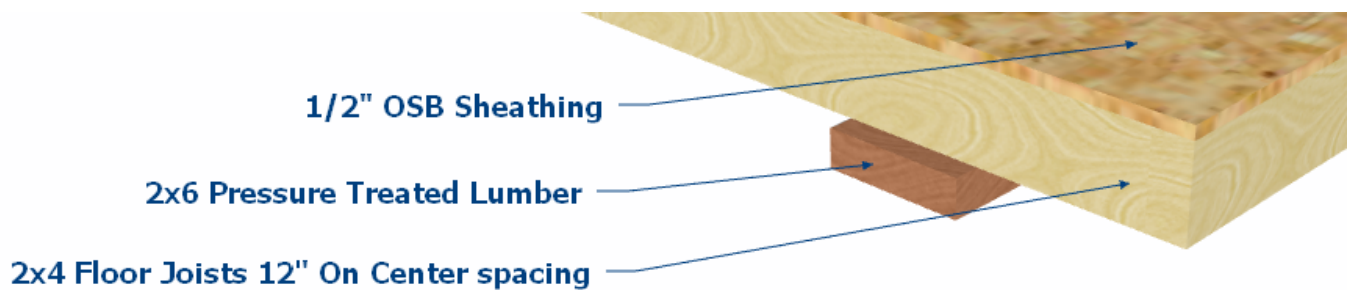 1/2" OSB Sheathing
2x6 Pressure Treated Lumber
2x4 Floor Joists 12" On Center spacing